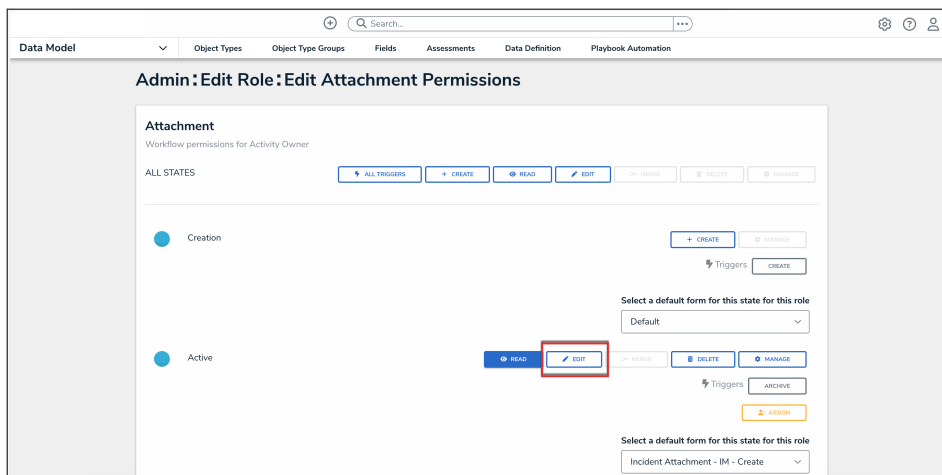 Search...
Data Model Object Types Object Type Groups Fields Assessments Data Definition Playbook Automation
Admin:Edit Role:Edit Attachment Permissions
Attachment
Workflow permissions for Activity Owner
ALL STATES ALL TRIGGERS + CREATE READ EDIT MERGE DELETE MANAGE
Creation + CREATE MANAGE
Triggers CREATE
Select a default form for this state for this role
Default
Active READ EDIT MERGE DELETE MANAGE
Triggers ARCHIVE
ASSIGN
Select a default form for this state for this role
Incident Attachment - IM - Create